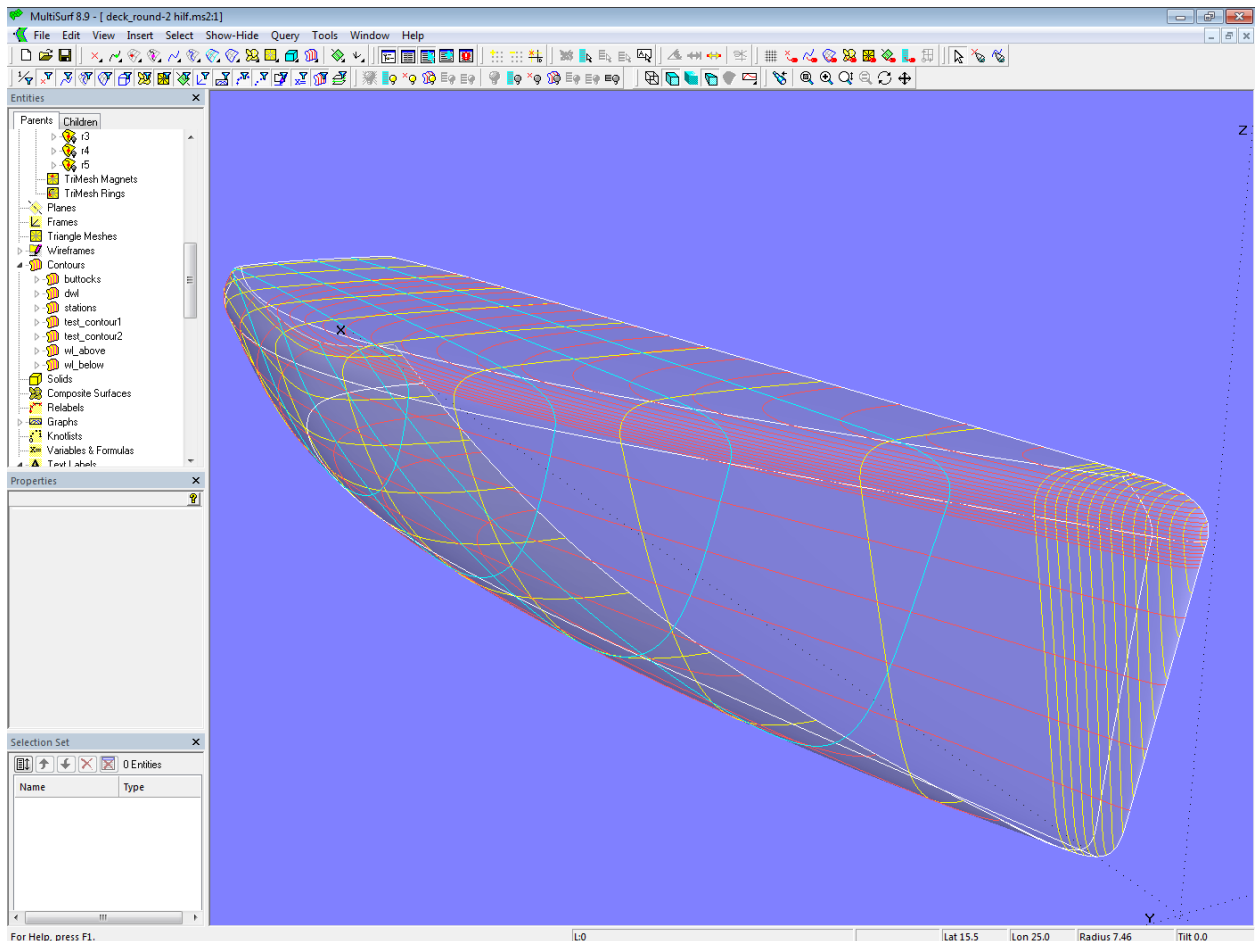 MultiSurf 8.9 - [ deck_round-2 hilf.ms2:1]
File Edit View Insert Select Show-Hide Query Tools Window Help
Entities
Parents Children
r3
r4
r5
TriMesh Magnets
TriMesh Rings
Planes
Frames
Triangle Meshes
Wireframes
Contours
buttocks
dwl
stations
test_contour1
test_contour2
wl_above
wl_below
Solids
Composite Surfaces
Relabels
Graphs
Knotlists
Variables & Formulas
Text Labels
Properties
Selection Set
0 Entities
Name Type
Z
X
Y
For Help, press F1. L:0 Lat 15.5 Lon 25.0 Radius 7.46 Tilt 0.0